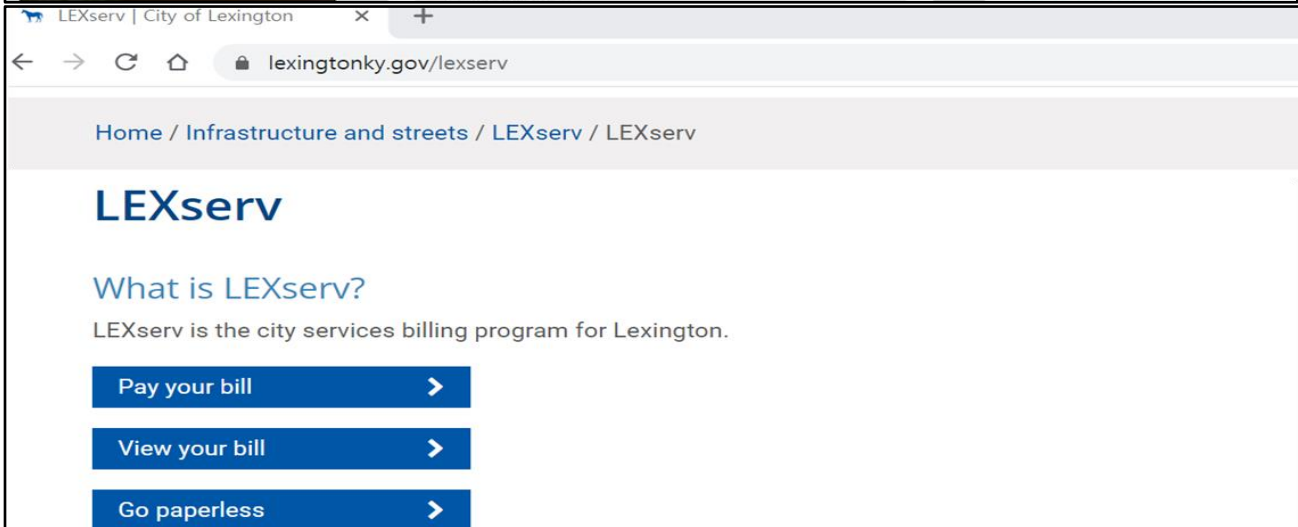 LEXserv | City of Lexington
lexingtonky.gov/lexserv
Home / Infrastructure and streets / LEXserv / LEXserv
LEXserv
What is LEXserv?
LEXserv is the city services billing program for Lexington.
Pay your bill
View your bill
Go paperless